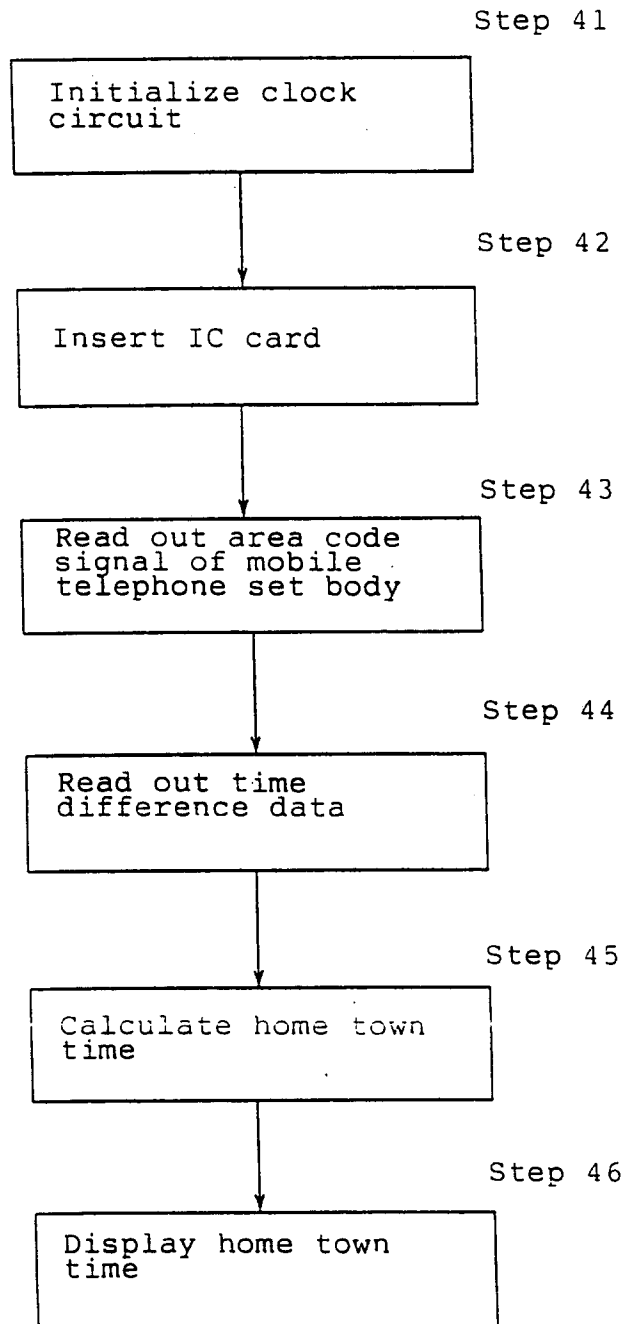 Step 41
Initialize clock
circuit
Step 42
Insert IC card
Step 43
Read out area code
signal of mobile
telephone set body
Step 44
Read out time
difference data
Step 45
Calculate home town
time
Step 46
Display home town
time